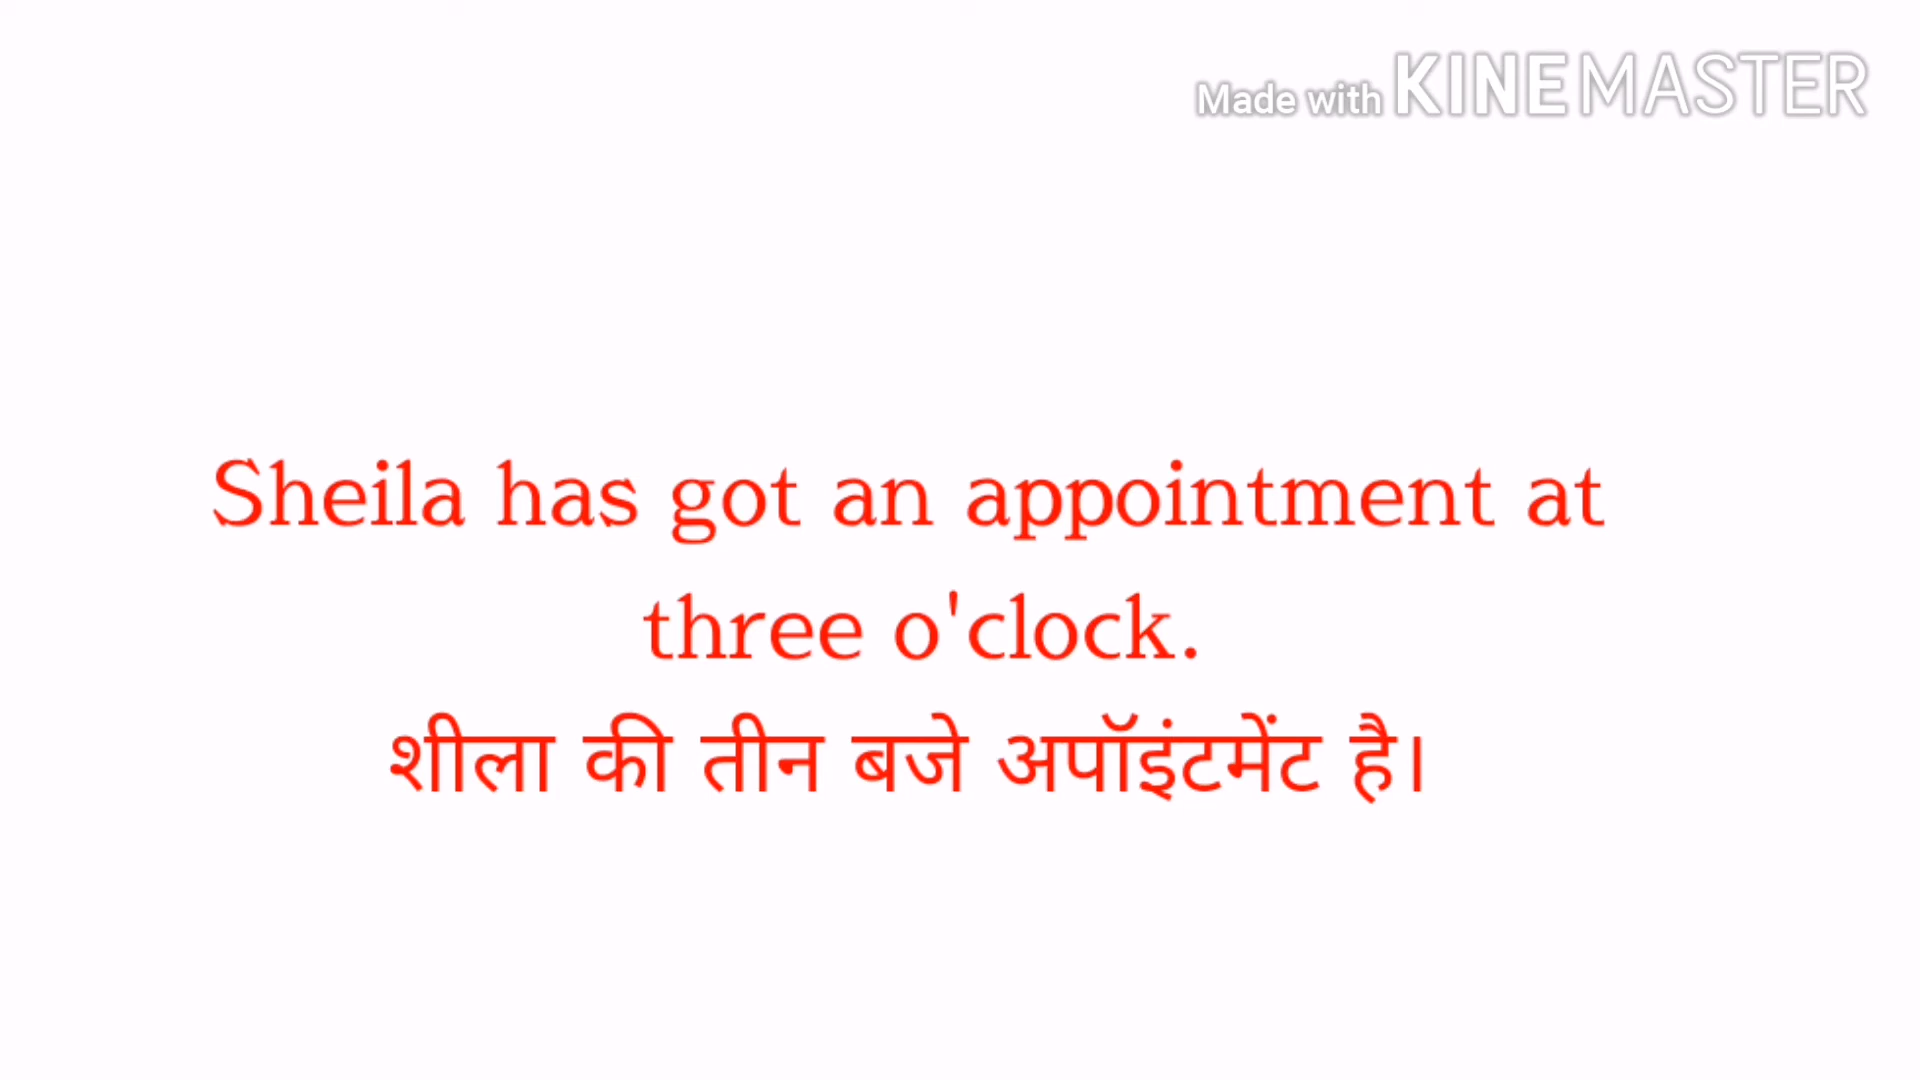 Made with KINEMASTER
Sheila has got an appointment at
three o'clock.
शीला की तीन बजे अपॉइंटमेंट है।